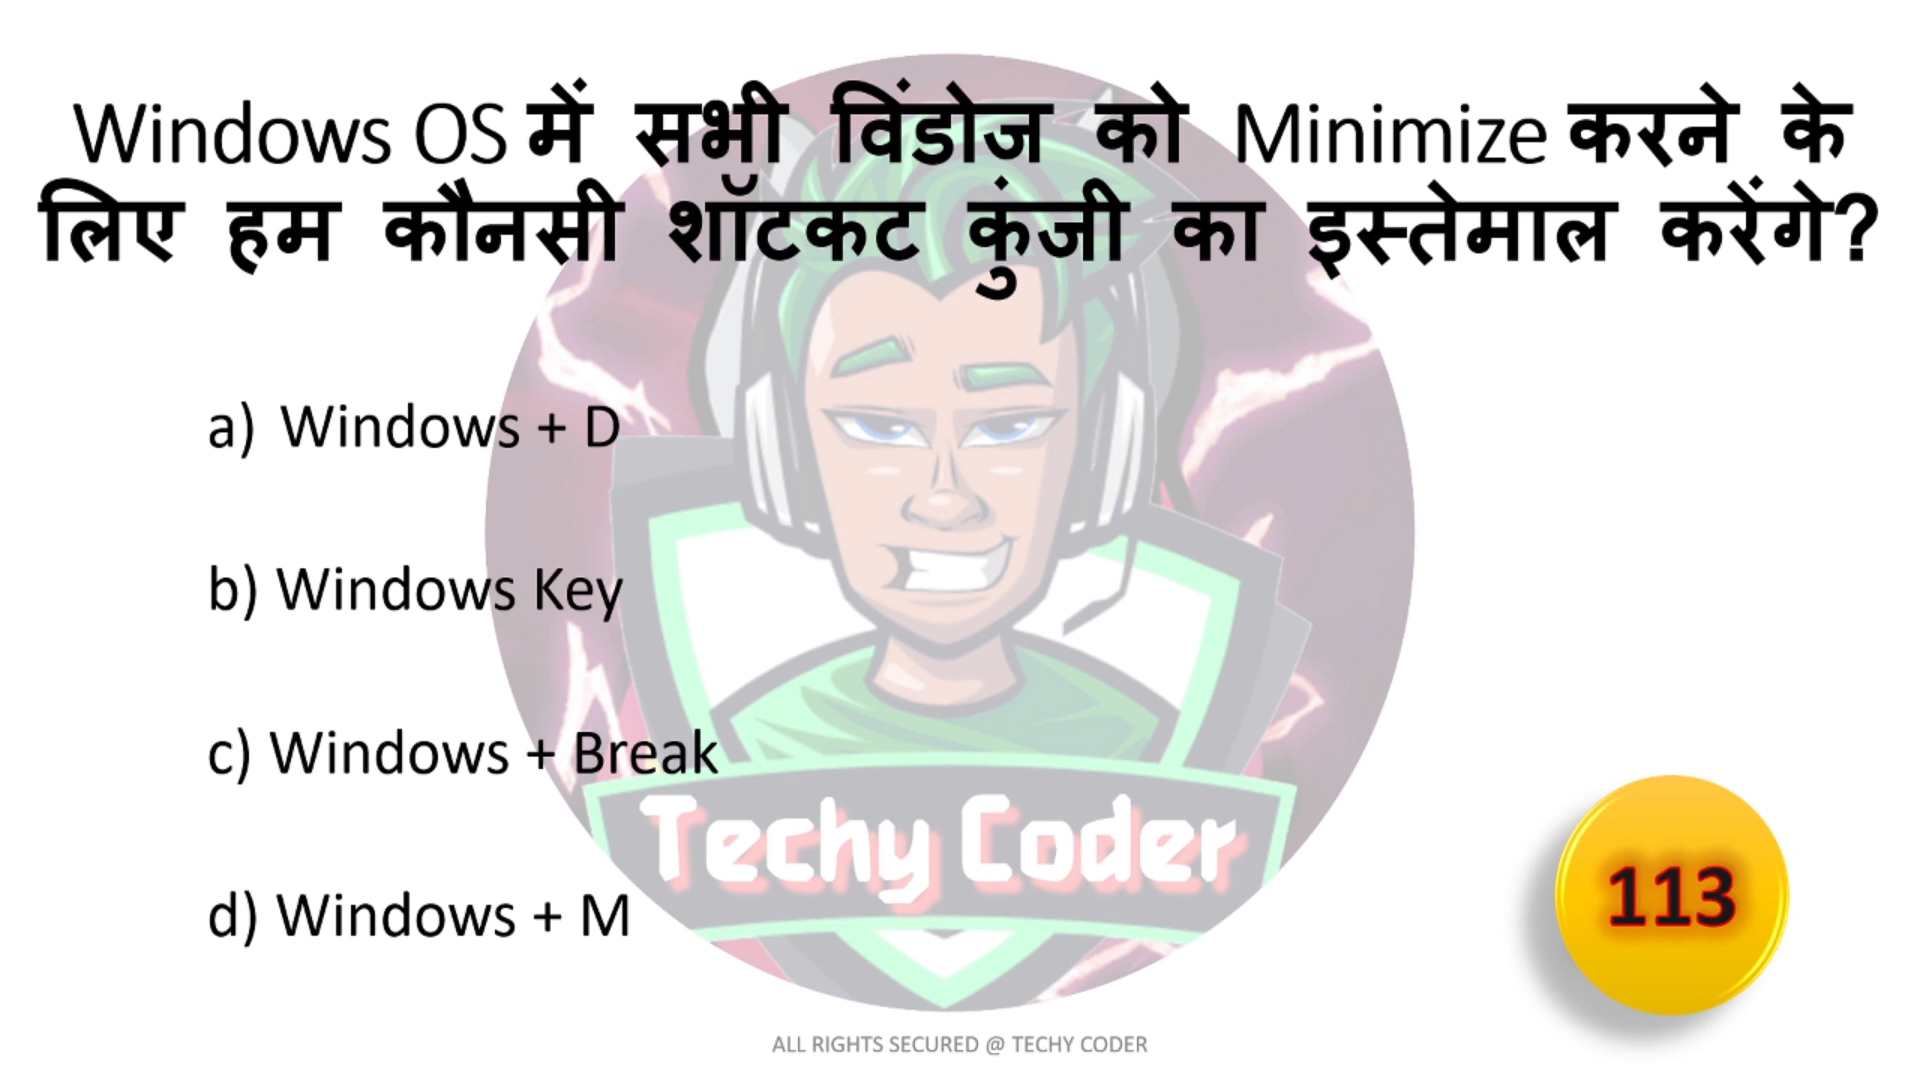 Windows OS में सभी विंडोज को Minimize करने के
लिए हम कौनसी शॉटकट कुंजी का इस्तेमाल करेंगे?
a) Windows + D
b) Windows Key
c) Windows + Break
Techy Coder
113
d) Windows + M
ALL RIGHTS SECURED @ TECHY CODER